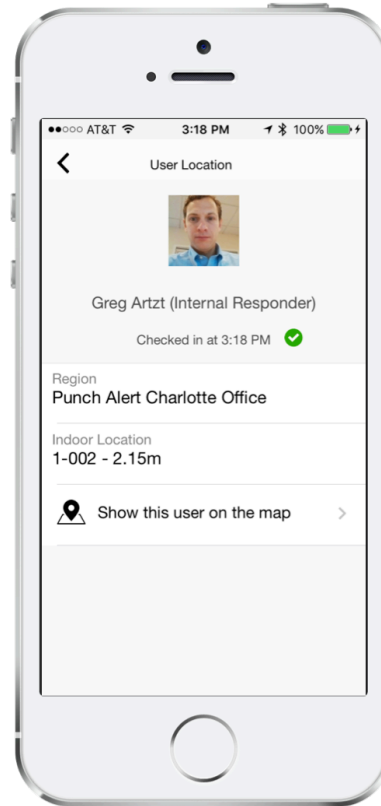 AT&T 3:18 PM 100%
User Location
Greg Artzt (Internal Responder)
Checked in at 3:18 PM
Region
Punch Alert Charlotte Office
Indoor Location
1-002 - 2.15m
Show this user on the map